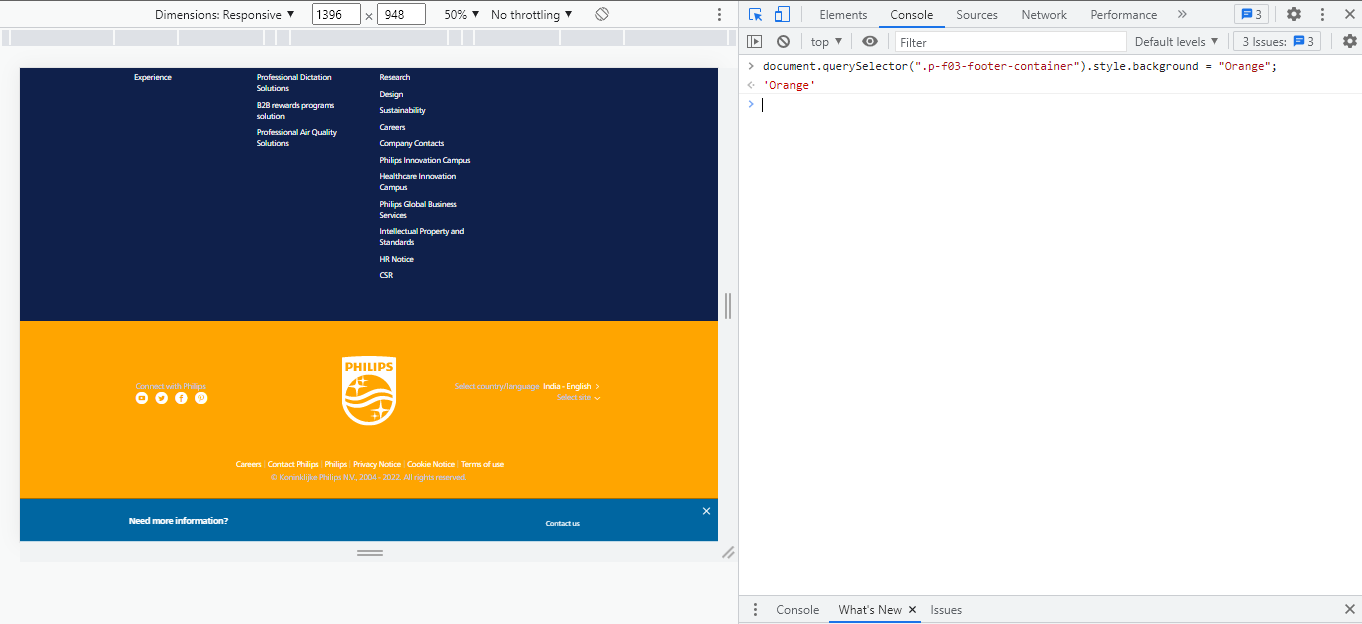 Dimensions: Responsive ▼ 1396 × 948 50% ▼ No throttling ▼
Elements Console Sources Network Performance » 3
top ▼ Filter Default levels ▼ 3 Issues: 3
Experience
Professional Dictation
Solutions
B2B rewards programs
solution
Professional Air Quality
Solutions
Research
Design
Sustainability
Careers
Company Contacts
Philips Innovation Campus
Healthcare Innovation
Campus
Philips Global Business
Services
Intellectual Property and
Standards
HR Notice
CSR
Connect with Philips
PHILIPS
Select country/language India - English >
Select site
Careers | Contact Philips | Philips | Privacy Notice | Cookie Notice | Terms of use
© Koninklijke Philips N.V., 2004 - 2022. All rights reserved.
Need more information?
Contact us
> document.querySelector(".p-f03-footer-container").style.background = "Orange";
'Orange'
>
Console What's New × Issues